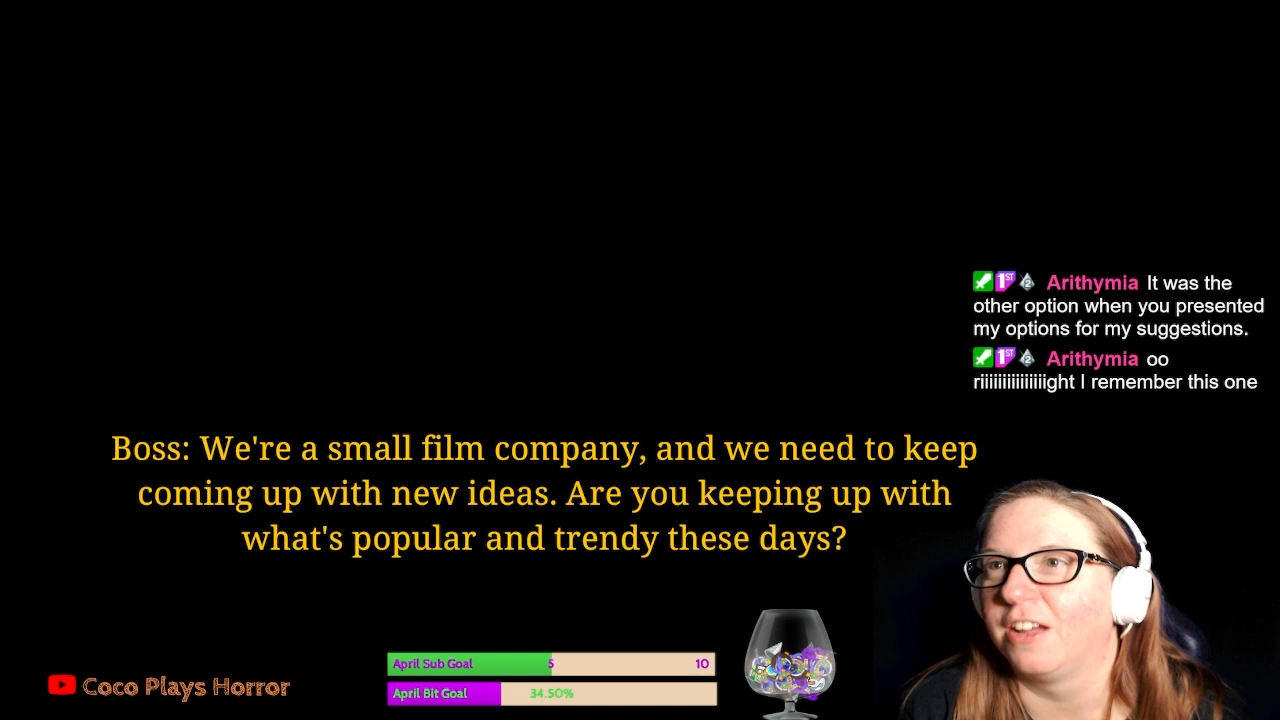 Arithymia It was the
other option when you presented
my options for my suggestions.
Arithymia oo
riiiiiiiiiiiiiiight I remember this one
Boss: We're a small film company, and we need to keep
coming up with new ideas. Are you keeping up with
what's popular and trendy these days?
April Sub Goal 5 10
April Bit Goal 34.50%
Coco Plays Horror